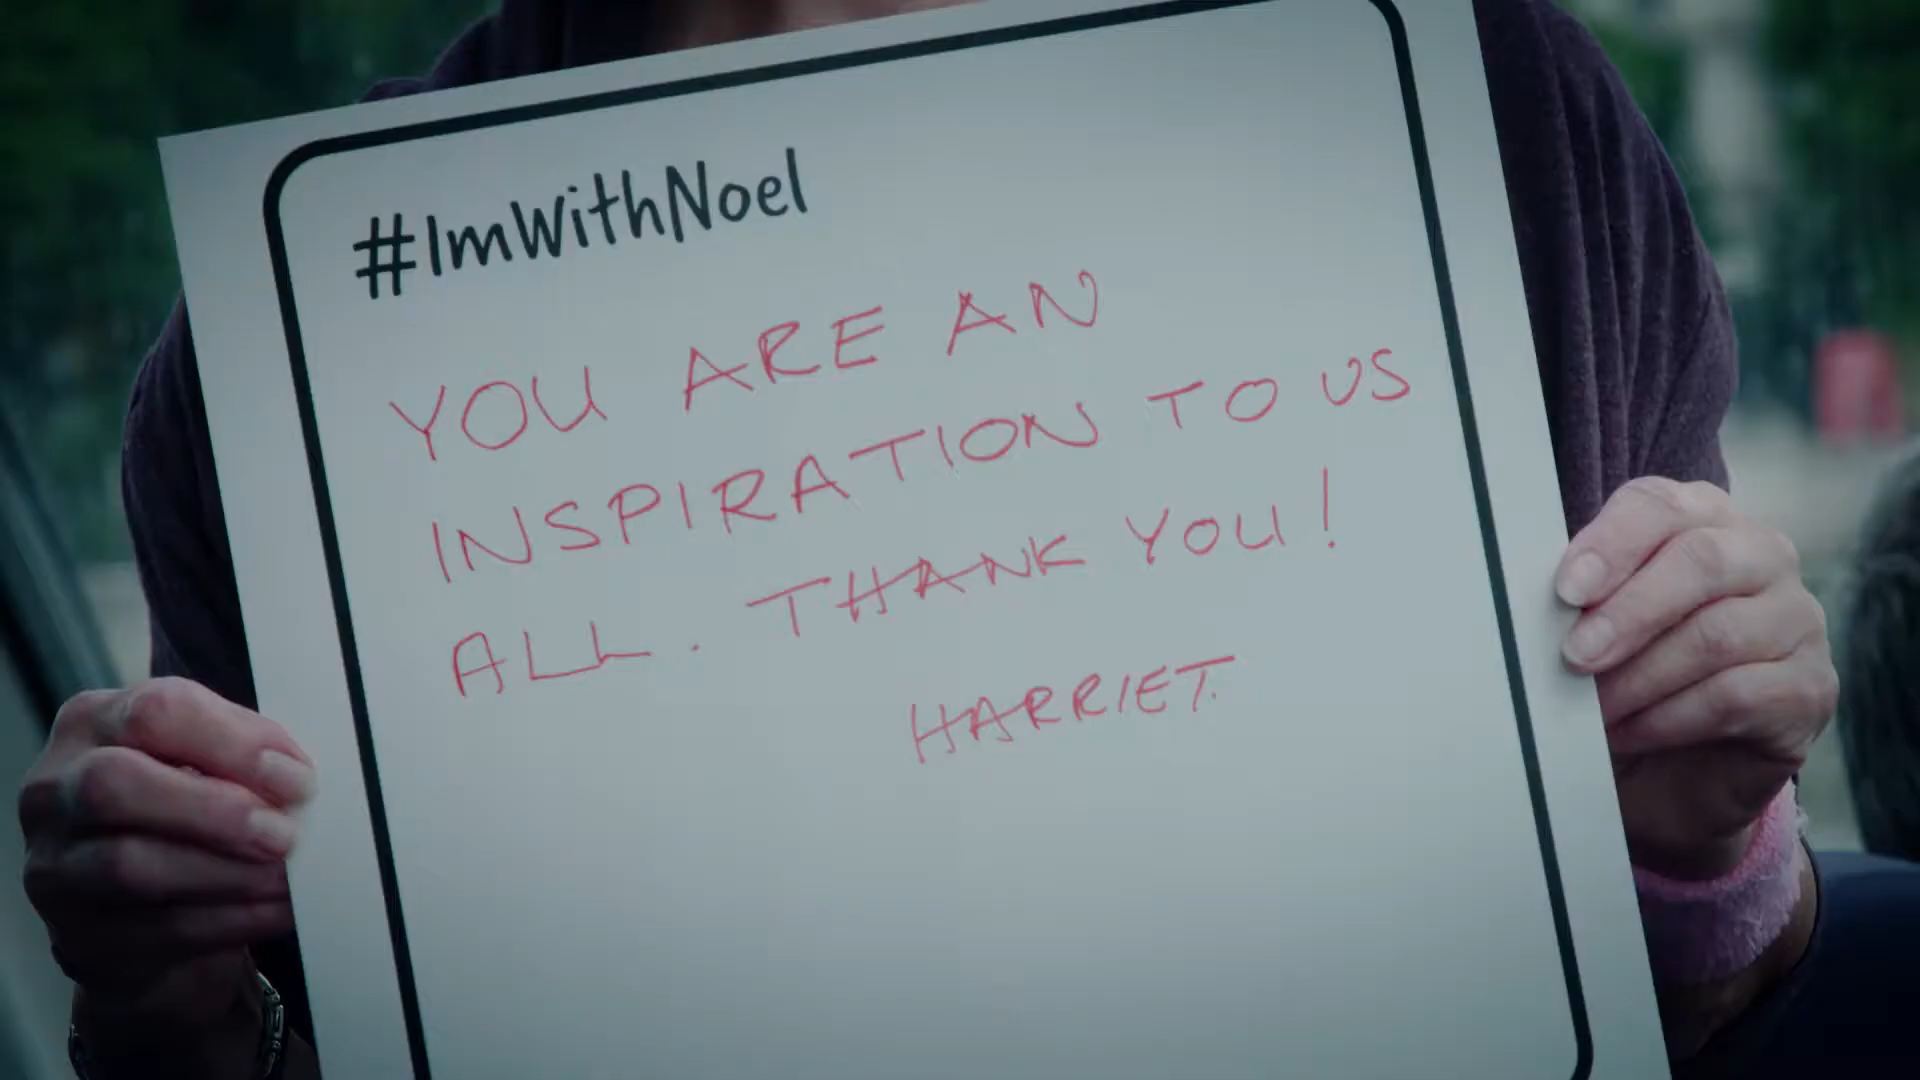 #ImWithNoel
YOU ARE AN
INSPIRATION TO US
ALL. THANK YOU!
HARRIET.